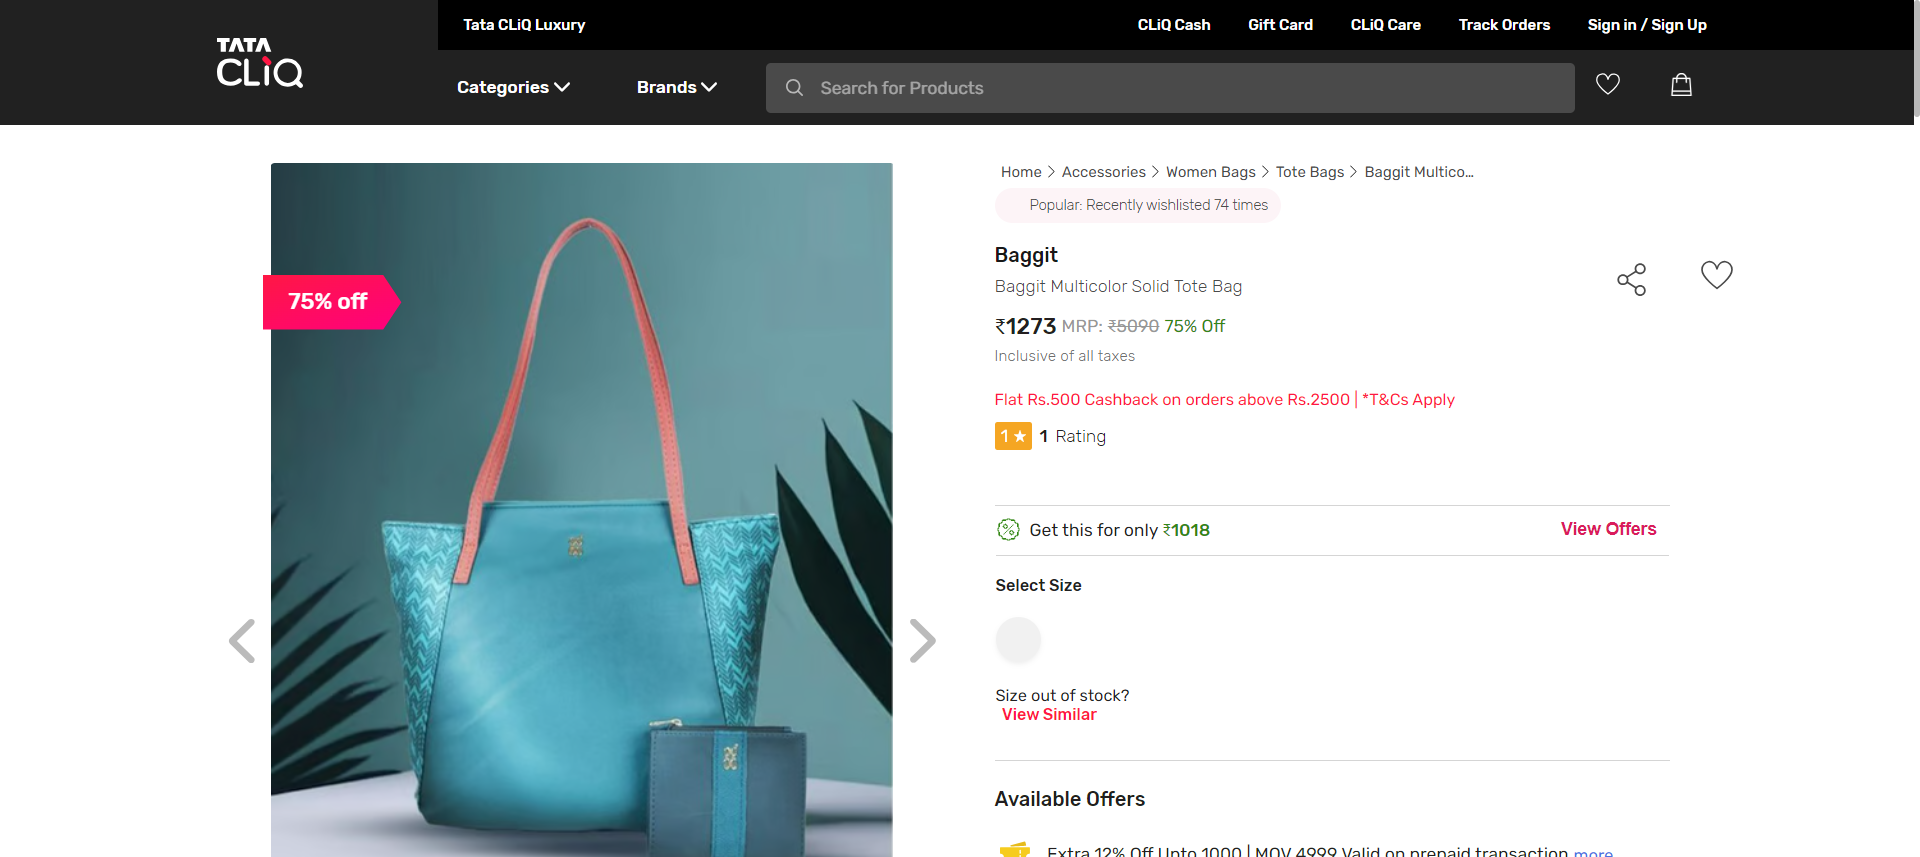 Tata CLiQ Luxury
CLiQ Cash
Gift Card
CLiQ Care
Track Orders
Sign in / Sign Up
TATA
CLiQ
Categories
Brands
Search for Products
Home > Accessories > Women Bags > Tote Bags > Baggit Multico...
Popular: Recently wishlisted 74 times
75% off
Baggit
Baggit Multicolor Solid Tote Bag
₹1273 MRP: ₹5090 75% Off
Inclusive of all taxes
Flat Rs.500 Cashback on orders above Rs.2500 | *T&Cs Apply
1 ★ 1 Rating
Get this for only ₹1018
View Offers
Select Size
Size out of stock?
View Similar
Available Offers
Extra 12% Off Upto 1000 | MOV 4999 Valid on prepaid transaction more